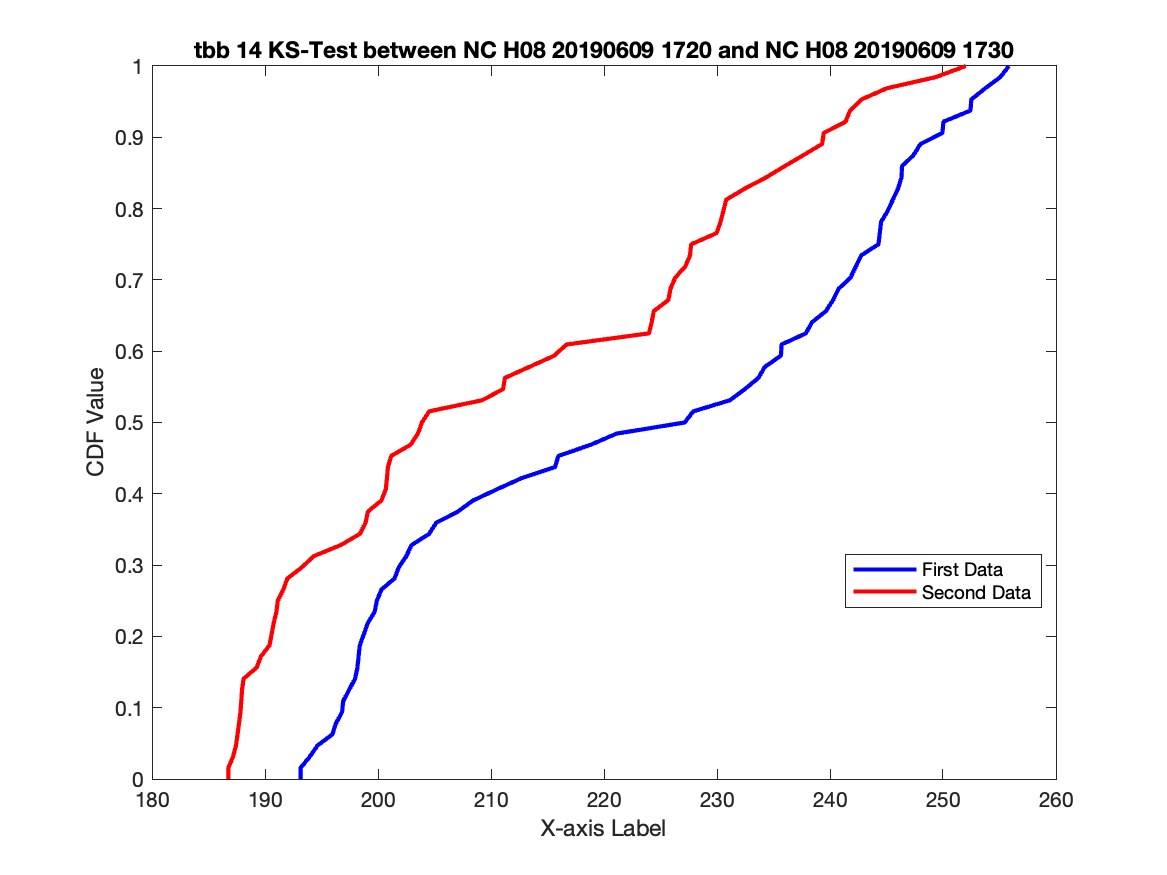 tbb 14 KS-Test between NC H08 20190609 1720 and NC H08 20190609 1730
1
0.9
0.8
0.7
0.6
0.5
0.4
0.3
0.2
0.1
0
CDF Value
First Data
Second Data
180 190 200 210 220 230 240 250 260
X-axis Label